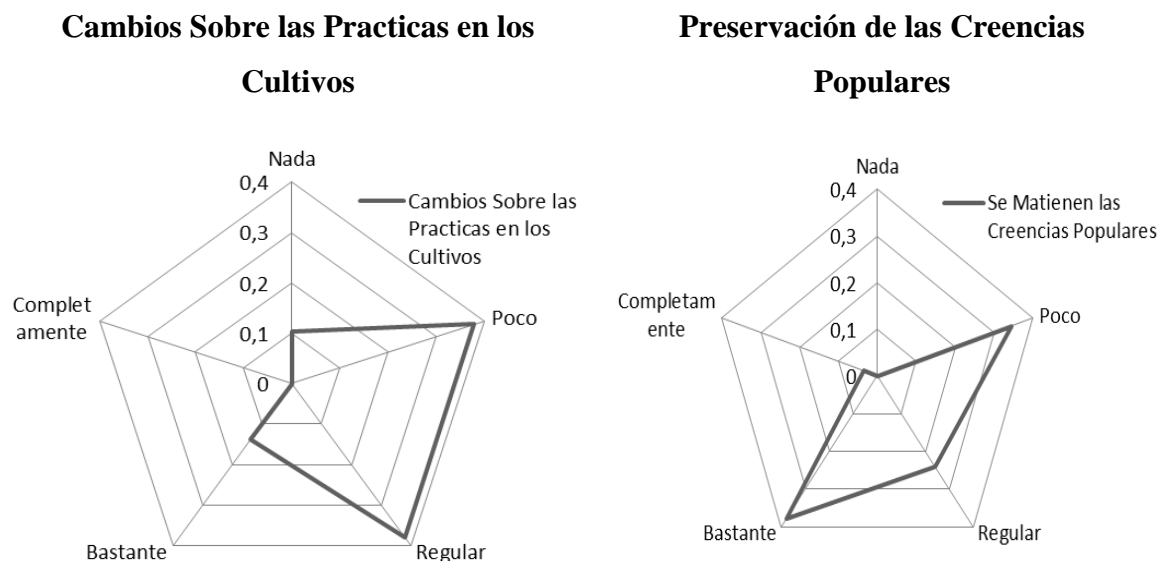 Cambios Sobre las Practicas en los
Cultivos
Nada
0,4
0,3
0,2
0,1
0
Cambios Sobre las
Practicas en los
Cultivos
Complet
amente
Poco
Bastante
Regular
Preservación de las Creencias
Populares
Nada
0,4
0,3
0,2
0,1
0
Se Matienen las
Creencias Populares
Completam
ente
Poco
Bastante
Regular